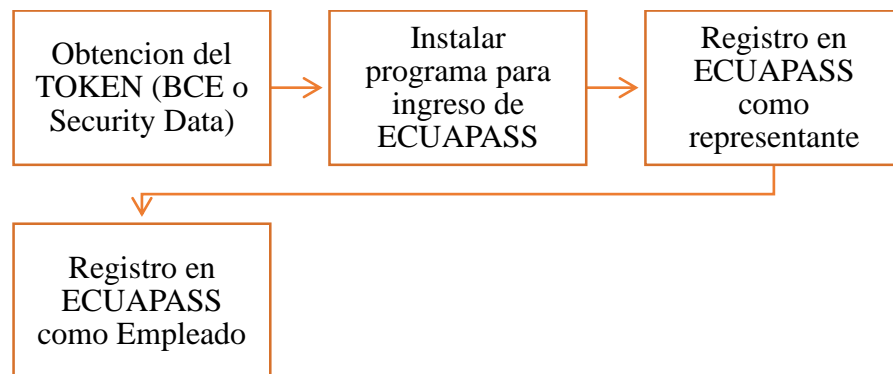 Obtencion del
TOKEN (BCE o
Security Data)
Instalar
programa para
ingreso de
ECUAPASS
Registro en
ECUAPASS
como
representante
Registro en
ECUAPASS
como Empleado